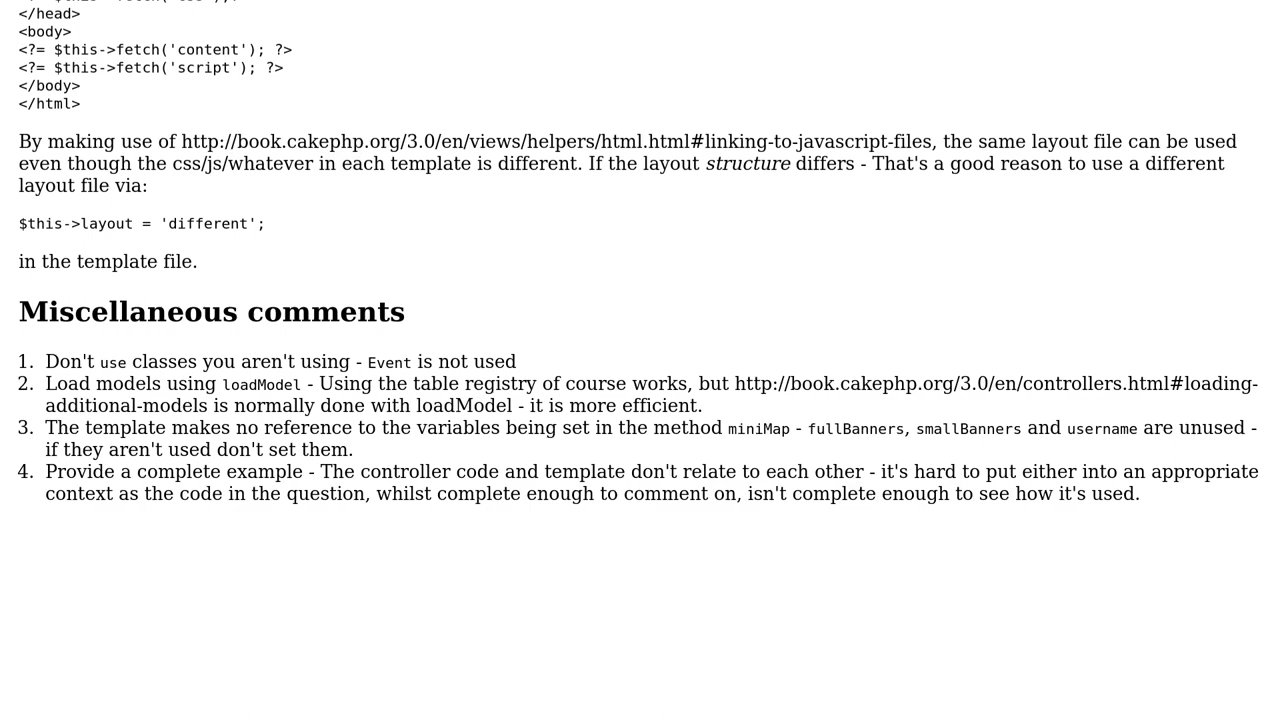 </head>
<body>
<?= $this->fetch('content'); ?>
<?= $this->fetch('script'); ?>
</body>
</html>
By making use of http://book.cakephp.org/3.0/en/views/helpers/html.html#linking-to-javascript-files, the same layout file can be used
even though the css/js/whatever in each template is different. If the layout structure differs - That's a good reason to use a different
layout file via:
$this->layout = 'different';
in the template file.
Miscellaneous comments
1. Don't use classes you aren't using - Event is not used
2. Load models using loadModel - Using the table registry of course works, but http://book.cakephp.org/3.0/en/controllers.html#loading-
additional-models is normally done with loadModel - it is more efficient.
3. The template makes no reference to the variables being set in the method miniMap - fullBanners, smallBanners and username are unused -
if they aren't used don't set them.
4. Provide a complete example - The controller code and template don't relate to each other - it's hard to put either into an appropriate
context as the code in the question, whilst complete enough to comment on, isn't complete enough to see how it's used.